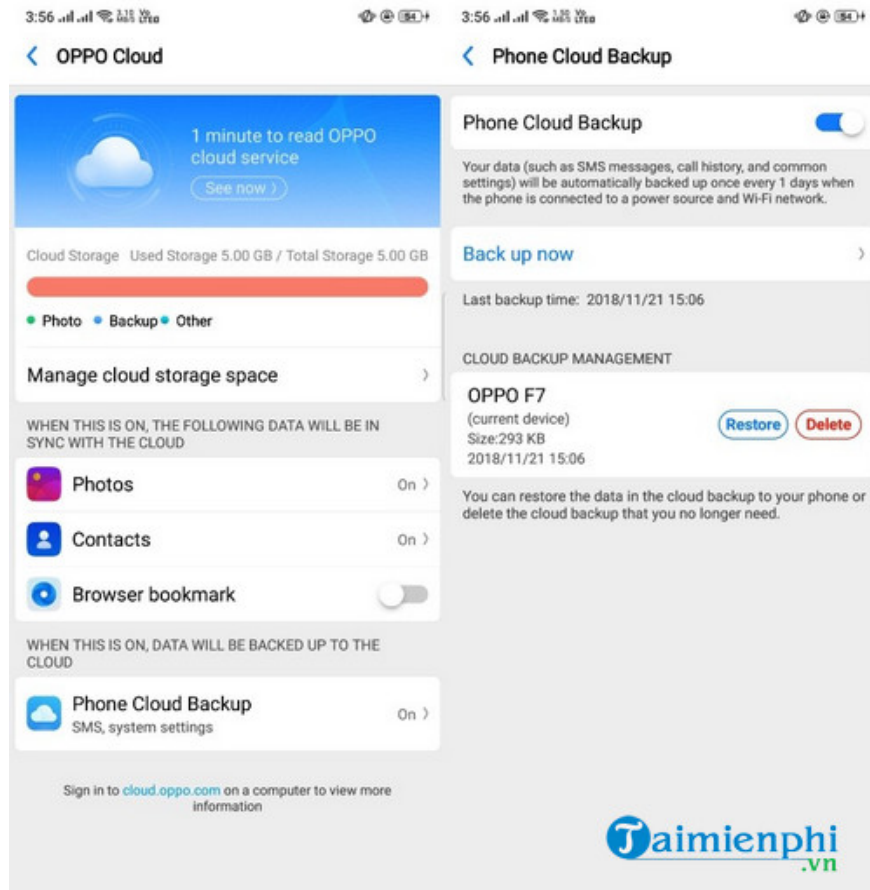 3:56
54
OPPO Cloud
1 minute to read OPPO
cloud service
See now
Cloud Storage Used Storage 5.00 GB / Total Storage 5.00 GB
Photo Backup Other
Manage cloud storage space
WHEN THIS IS ON, THE FOLLOWING DATA WILL BE IN
SYNC WITH THE CLOUD
Photos On
Contacts On
Browser bookmark
WHEN THIS IS ON, DATA WILL BE BACKED UP TO THE
CLOUD
Phone Cloud Backup
SMS, system settings
On
Sign in to cloud.oppo.com on a computer to view more
information
3:56
54
Phone Cloud Backup
Phone Cloud Backup
Your data (such as SMS messages, call history, and common
settings) will be automatically backed up once every 1 days when
the phone is connected to a power source and Wi-Fi network.
Back up now
Last backup time: 2018/11/21 15:06
CLOUD BACKUP MANAGEMENT
OPPO F7
(current device)
Size:293 KB
2018/11/21 15:06
Restore Delete
You can restore the data in the cloud backup to your phone or
delete the cloud backup that you no longer need.
Taimienphi
.vn